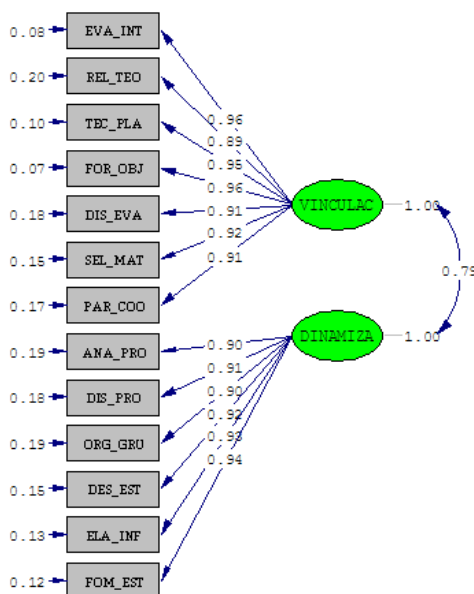 0.08 EVA_INT
0.20 REL_TEO
0.10 TEC_PLA
0.07 FOR_OBJ
0.18 DIS_EVA
0.15 SEL_MAT
0.17 PAR_COO
0.19 ANA_PRO
0.18 DIS_PRO
0.19 ORG_GRU
0.15 DES_EST
0.13 ELA_INF
0.12 FOM_EST
0.96
0.89
0.95
0.96
0.91
0.92
0.91
0.90
0.91
0.90
0.92
0.93
0.94
VINCULAC 1.00
DINAMIZA 1.00